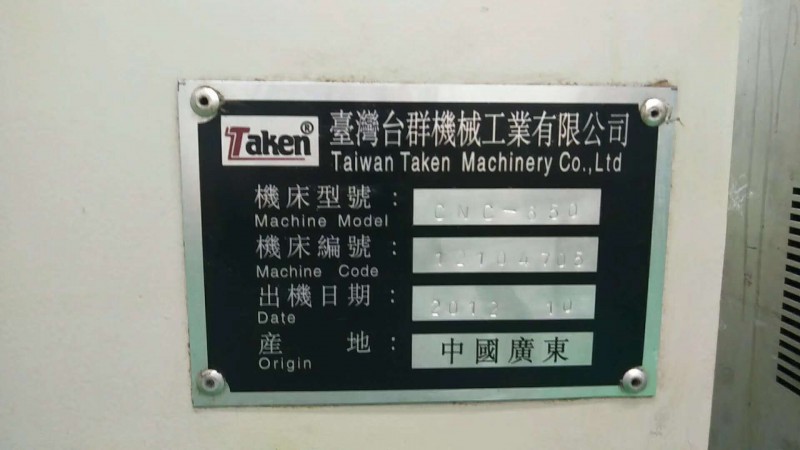 Taken®
臺灣台群機械工業有限公司
Taiwan Taken Machinery Co.,Ltd
機床型號：
Machine Model
機床編號：
Machine Code
出機日期： 2012 10
Date
產 地： 中國廣東
Origin